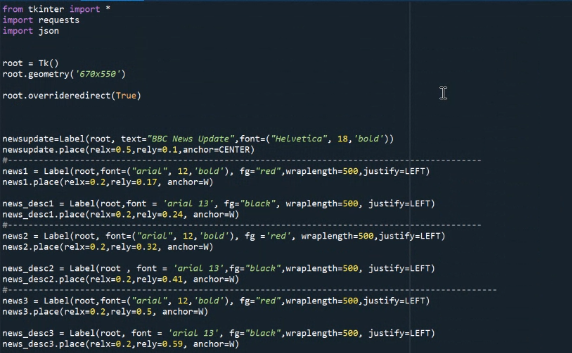 from tkinter import *
import requests
import json
root = Tk()
root.geometry('670x550')
root.overrideredirect(True)
newsupdate=Label(root, text="BBC News Update",font=("Helvetica", 18,'bold'))
newsupdate.place(relx=0.5,rely=0.1,anchor=CENTER)
#------------------------------------------------------------------------------------
news1 = Label(root,font=("arial", 12,'bold'), fg="red",wraplength=500,justify=LEFT)
news1.place(relx=0.2,rely=0.17, anchor=W)
news_desc1 = Label(root,font = 'arial 13', fg="black", wraplength=500, justify=LEFT)
news_desc1.place(relx=0.2,rely=0.24, anchor=W)
#------------------------------------------------------------------------------------
news2 = Label(root, font=("arial", 12,'bold'), fg ='red', wraplength=500,justify=LEFT)
news2.place(relx=0.2,rely=0.32, anchor=W)
news_desc2 = Label(root , font = 'arial 13',fg="black",wraplength=500, justify=LEFT)
news_desc2.place(relx=0.2,rely=0.41, anchor=W)
#---------------------------------------------------------------------------------------
news3 = Label(root,font=("arial", 12,'bold'), fg="red",wraplength=500,justify=LEFT)
news3.place(relx=0.2,rely=0.5, anchor=W)
news_desc3 = Label(root, font = 'arial 13', fg="black",wraplength=500, justify=LEFT)
news_desc3.place(relx=0.2,rely=0.59, anchor=W)